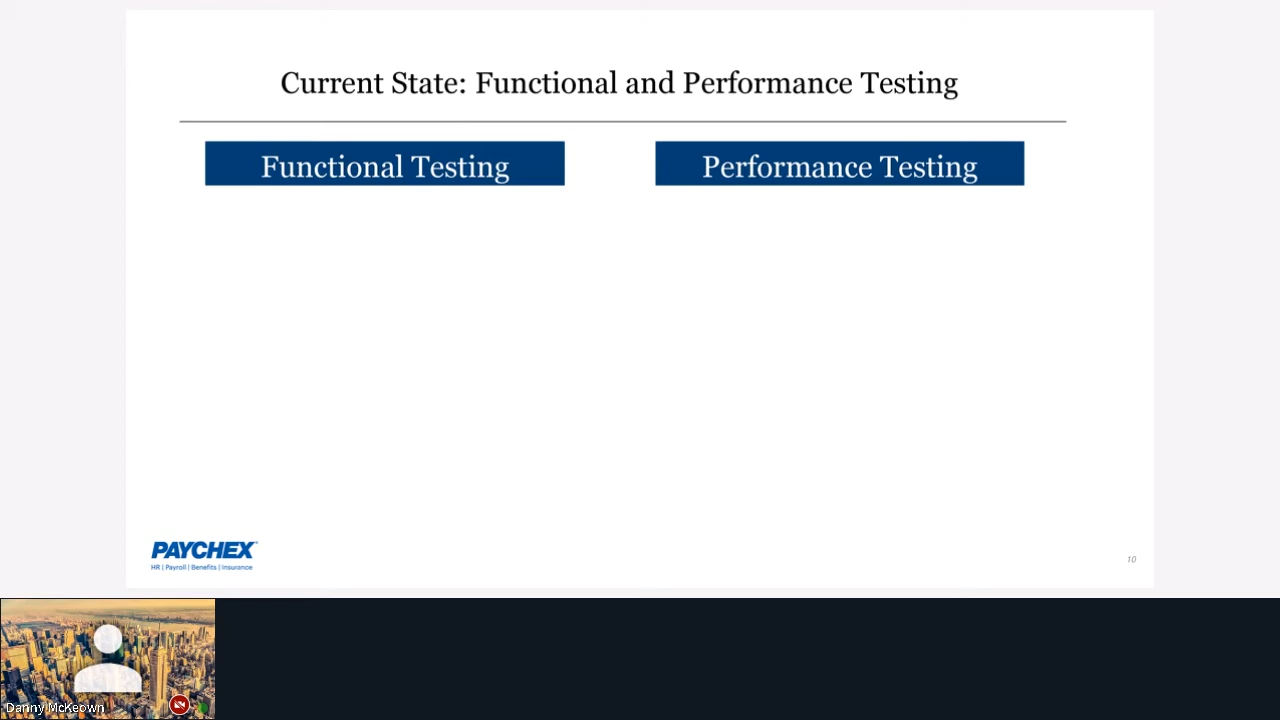 Current State: Functional and Performance Testing
Functional Testing
Performance Testing
PAYCHEX
HR | Payroll | Benefits | Insurance
10
Danny McKeown